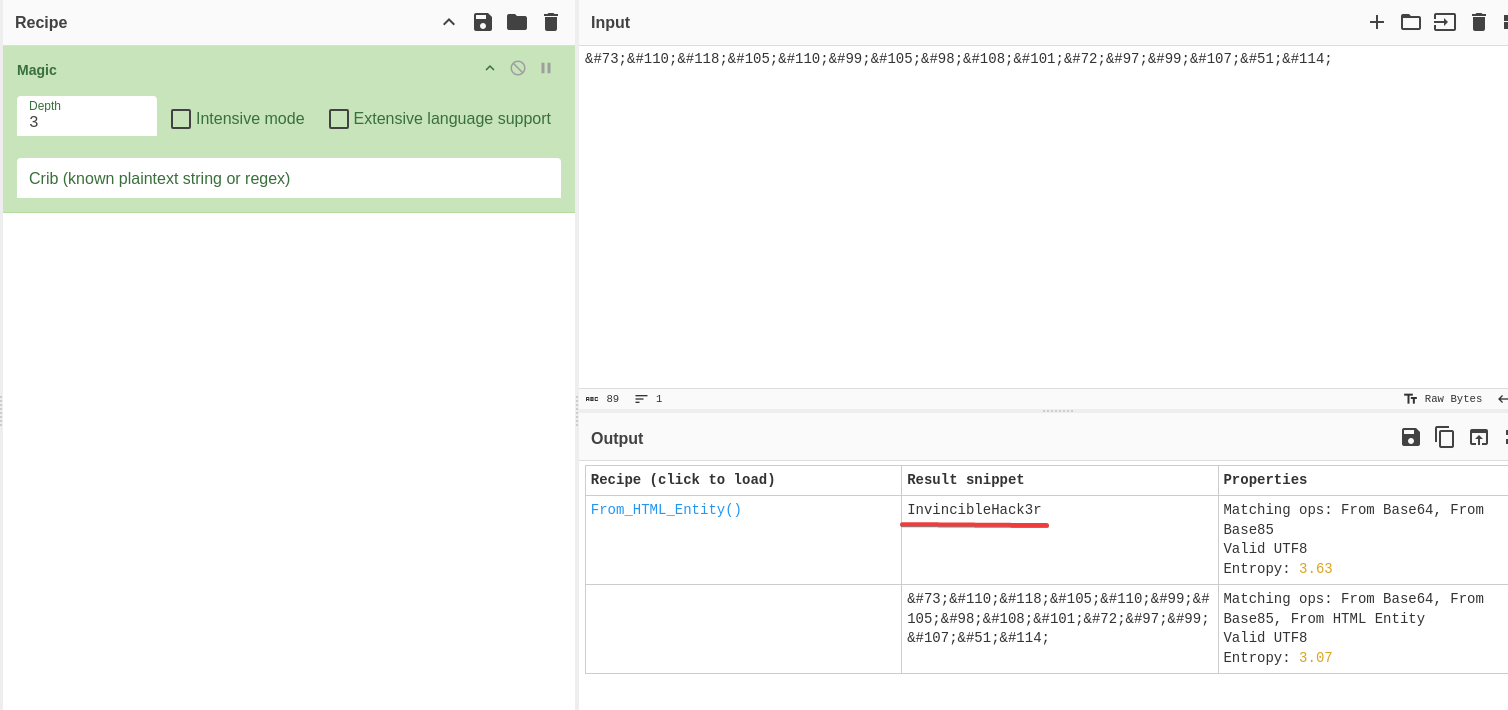 Recipe
Magic
Depth
3
Intensive mode
Extensive language support
Crib (known plaintext string or regex)
Input
&#73;&#110;&#118;&#105;&#110;&#99;&#105;&#98;&#108;&#101;&#72;&#97;&#99;&#107;&#51;&#114;
ABC 89 1
Raw Bytes
Output
Recipe (click to load) Result snippet Properties
From_HTML_Entity() InvincibleHack3r Matching ops: From Base64, From
Base85
Valid UTF8
Entropy: 3.63
&#73;&#110;&#118;&#105;&#110;&#99;&#
105;&#98;&#108;&#101;&#72;&#97;&#99;
&#107;&#51;&#114;
Matching ops: From Base64, From
Base85, From HTML Entity
Valid UTF8
Entropy: 3.07